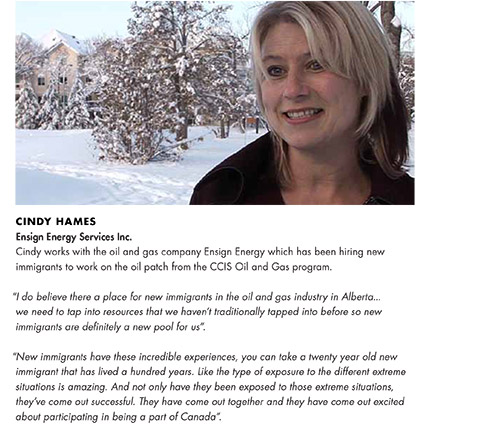 CINDY HAMES
Ensign Energy Services Inc.
Cindy works with the oil and gas company Ensign Energy which has been hiring new
immigrants to work on the oil patch from the CCIS Oil and Gas program.
"I do believe there a place for new immigrants in the oil and gas industry in Alberta...
we need to tap into resources that we haven't traditionally tapped into before so new
immigrants are definitely a new pool for us".
"New immigrants have these incredible experiences, you can take a twenty year old new
immigrant that has lived a hundred years. Like the type of exposure to the different extreme
situations is amazing. And not only have they been exposed to those extreme situations,
they've come out successful. They have come out together and they have come out excited
about participating in being a part of Canada".